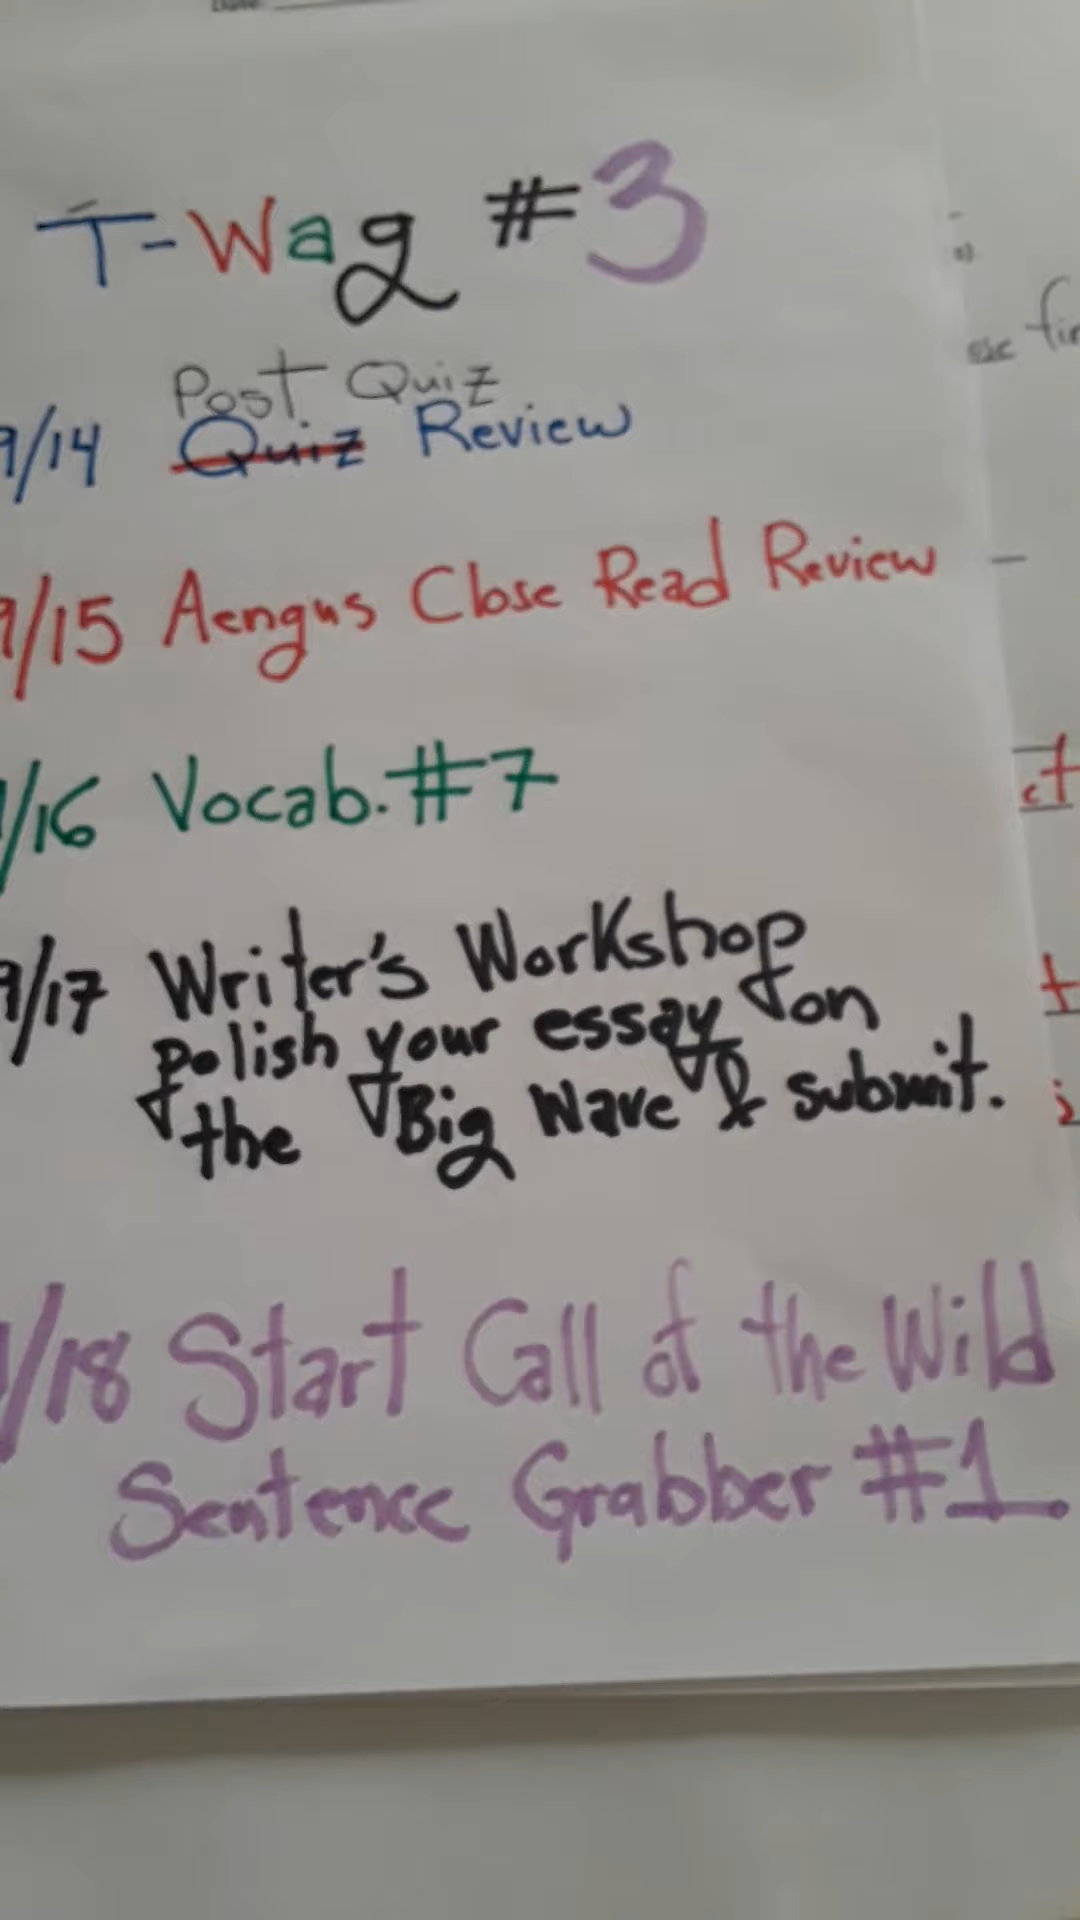 T-Wag #3
Post Quiz
9/14 Quiz Review
9/15 Aengus Close Read Review -
/16 Vocab. #7
9/17 Writer's Workshop
polish your essay on
the Big Wave & submit.
/18 Start Call of the Wild
Sentence Grabber #1